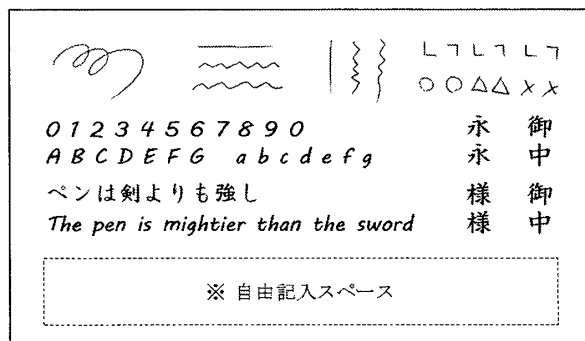 0 1 2 3 4 5 6 7 8 9 0 永 御
A B C D E F G a b c d e f g 永 中
ペンは剣よりも強し 様 御
The pen is mightier than the sword 様 中
※ 自由記入スペース